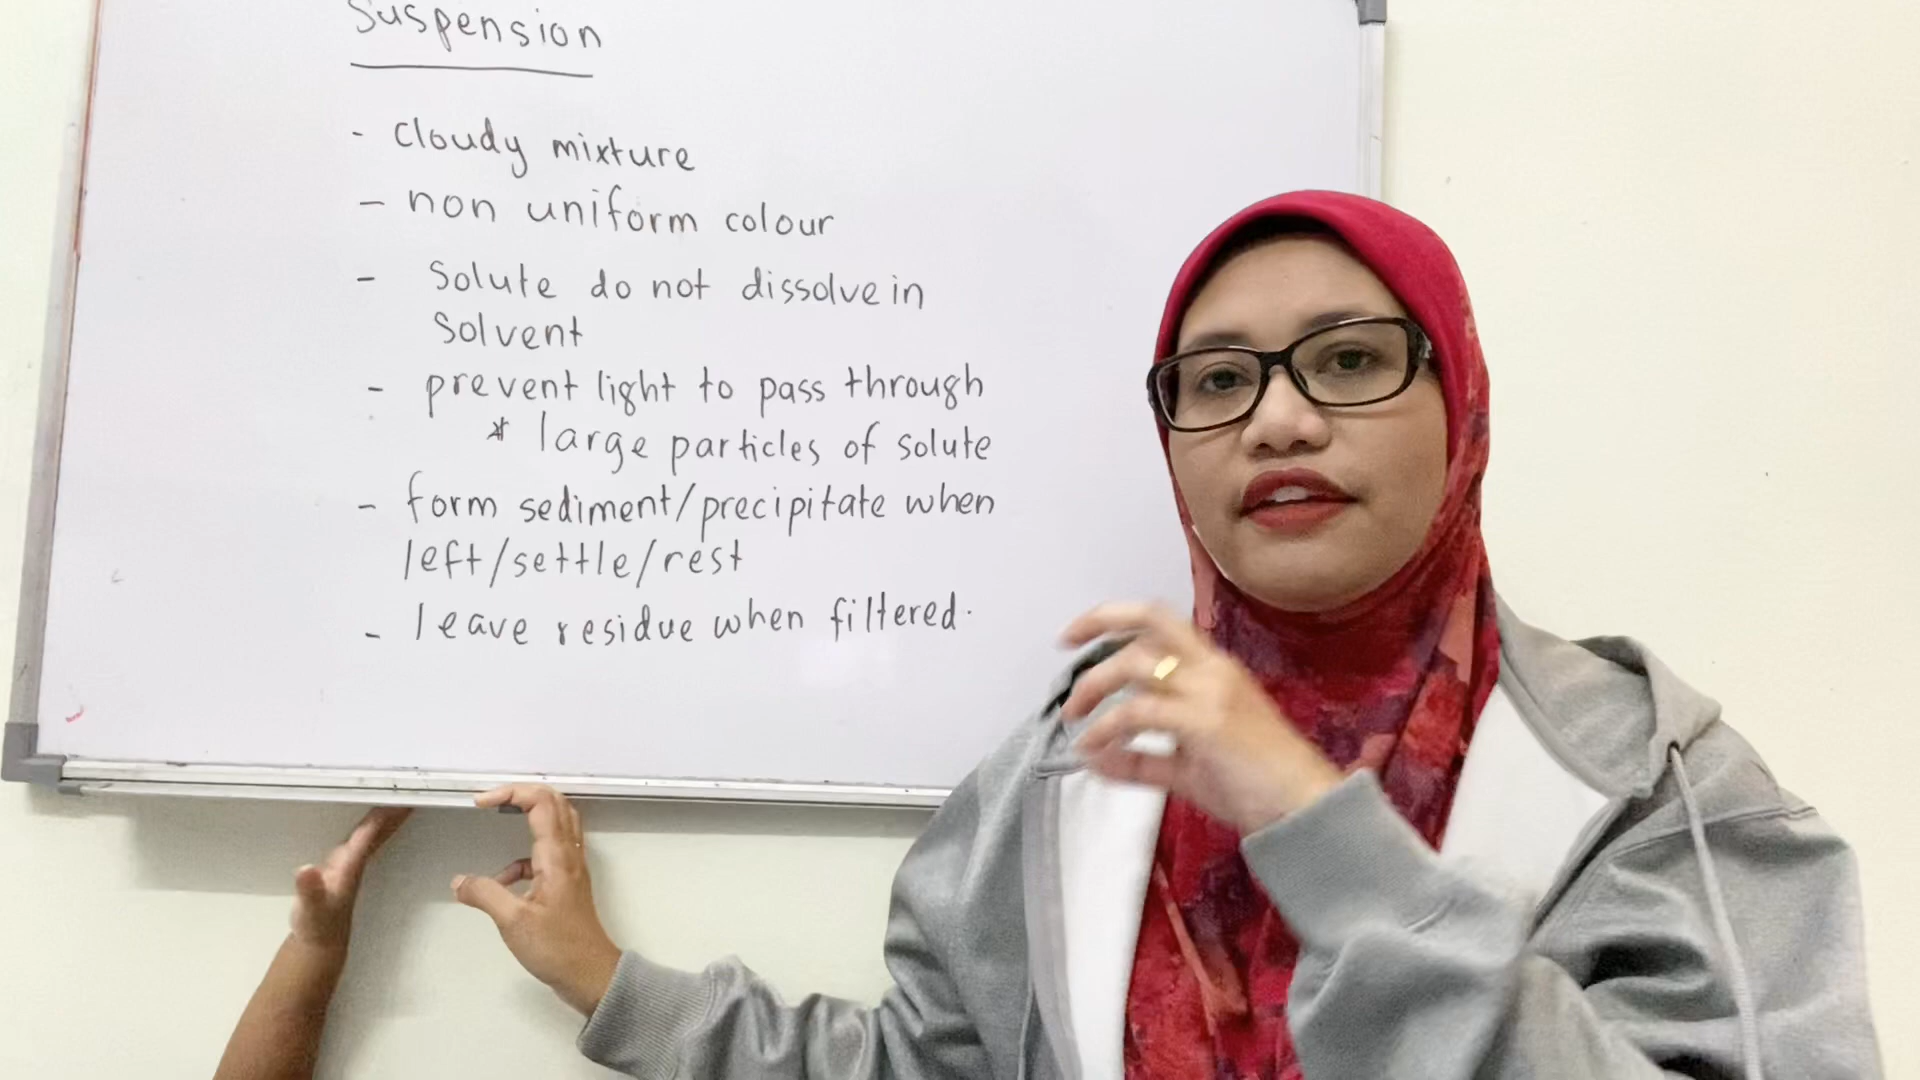 Suspension
- cloudy mixture
- non uniform colour
- Solute do not dissolve in
solvent
- prevent light to pass through
* large particles of solute
- form sediment/precipitate when
left/settle/rest
- leave residue when filtered.